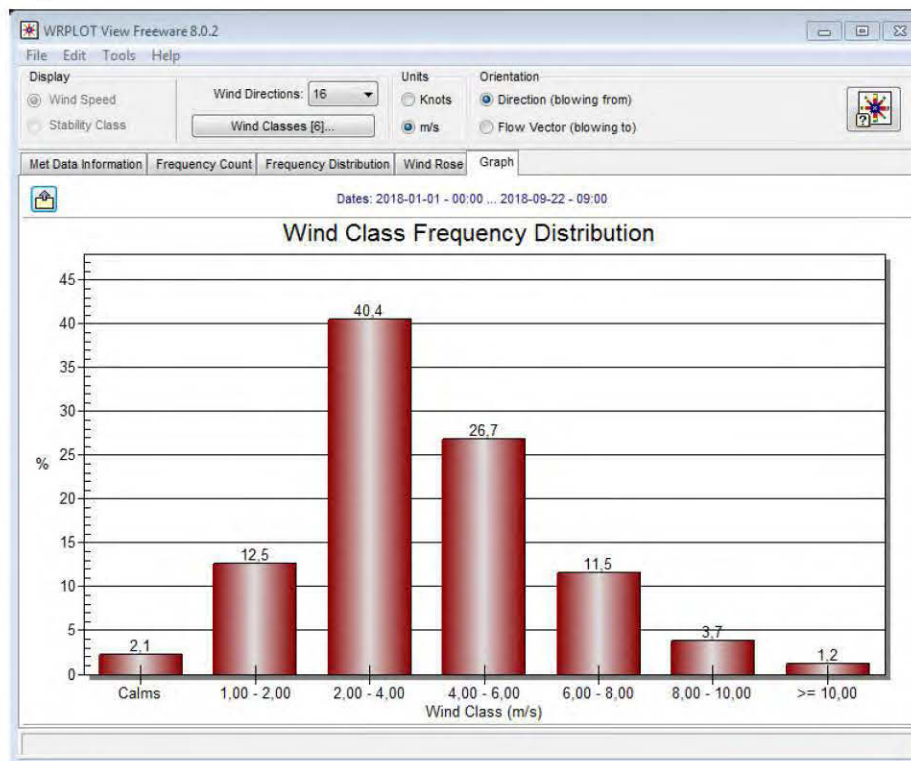 WRPLOT View Freeware 8.0.2
File Edit Tools Help
Display
Wind Speed
Stability Class
Wind Directions: 16
Wind Classes [6]...
Units
Knots
m/s
Orientation
Direction (blowing from)
Flow Vector (blowing to)
?
Met Data Information Frequency Count Frequency Distribution Wind Rose Graph
Dates: 2018-01-01 - 00:00 ... 2018-09-22 - 09:00
Wind Class Frequency Distribution
%
45
40
35
30
25
20
15
10
5
0
2,1
12,5
40,4
26,7
11,5
3,7
1,2
Calms 1,00 - 2,00 2,00 - 4,00 4,00 - 6,00 6,00 - 8,00 8,00 - 10,00 >= 10,00
Wind Class (m/s)